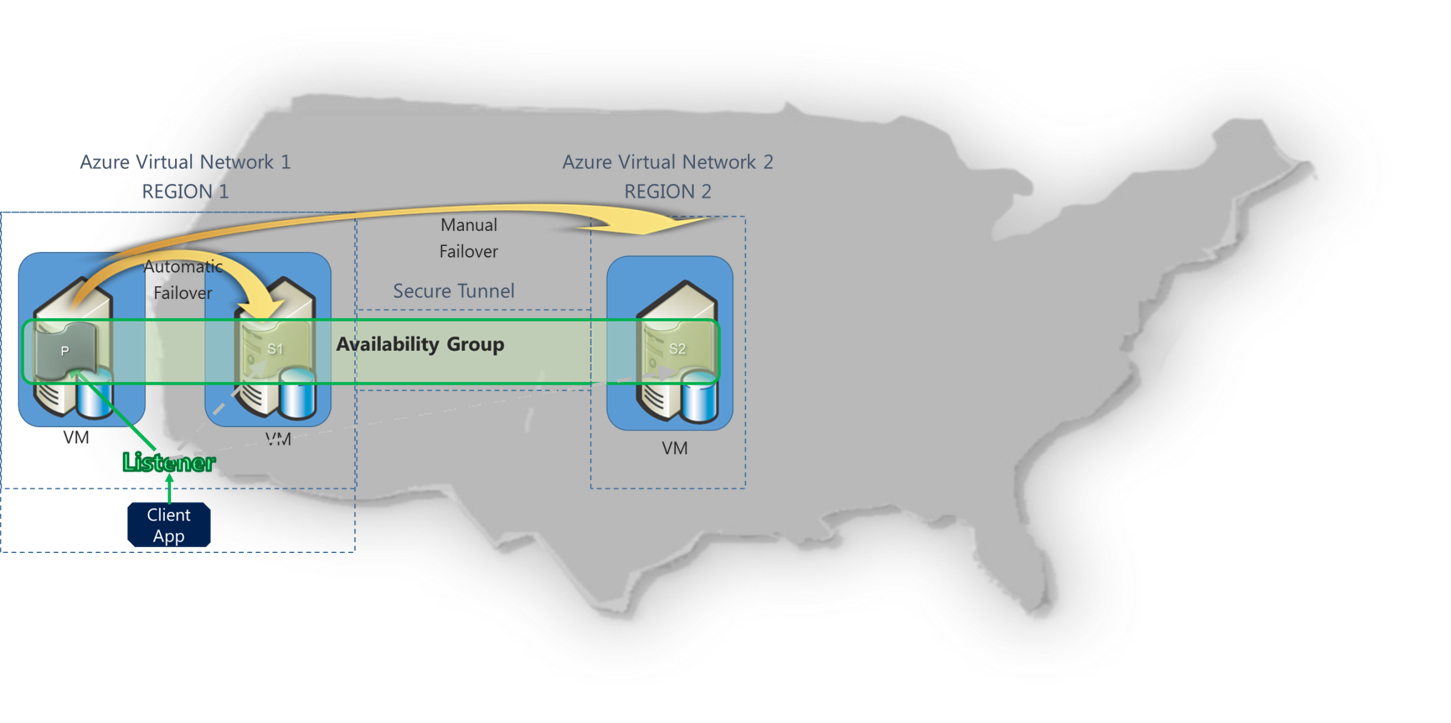 Azure Virtual Network 1
REGION 1
Azure Virtual Network 2
REGION 2
Manual
Failover
Automatic
Failover
Secure Tunnel
Availability Group
P
S1
S2
VM
VM
VM
Listener
Client
App